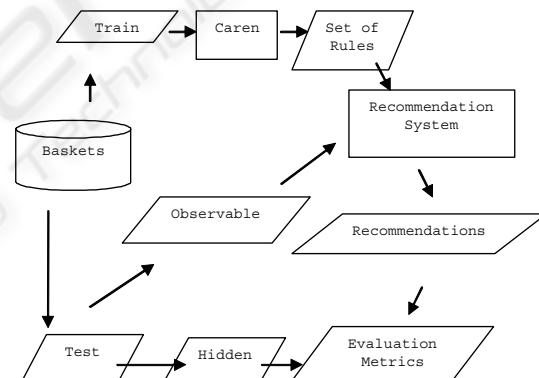 Train
Caren
Set of
Rules
Recommendation
System
Baskets
Observable
Recommendations
Test
Hidden
Evaluation
Metrics